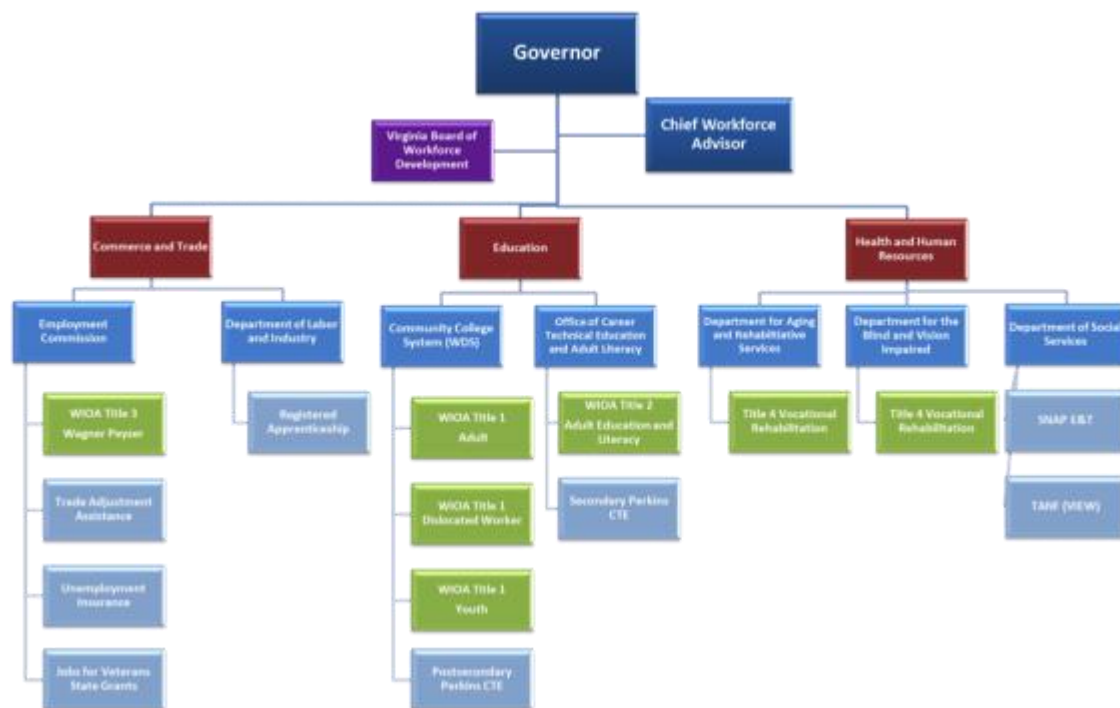 Governor
Virginia Board of
Workforce
Development
Chief Workforce
Advisor
Commerce and Trade
Education
Health and Human
Resources
Employment
Commission
Department of Labor
and Industry
Community College
System (WDS)
Office of Career
Technical Education
and Adult Literacy
Department for Aging
and Rehabilitative
Services
Department for the
Blind and Vision
Impaired
Department of Social
Services
WIOA Title 3
Wagner Peyser
Registered
Apprenticeship
WIOA Title 1
Adult
WIOA Title 2
Adult Education and
Literacy
Title 4 Vocational
Rehabilitation
Title 4 Vocational
Rehabilitation
SNAP E&T
Trade Adjustment
Assistance
WIOA Title 1
Dislocated Worker
Secondary Perkins
CTE
TANF (VIEW)
Unemployment
Insurance
WIOA Title 1
Youth
Jobs for Veterans
State Grants
Postsecondary
Perkins CTE